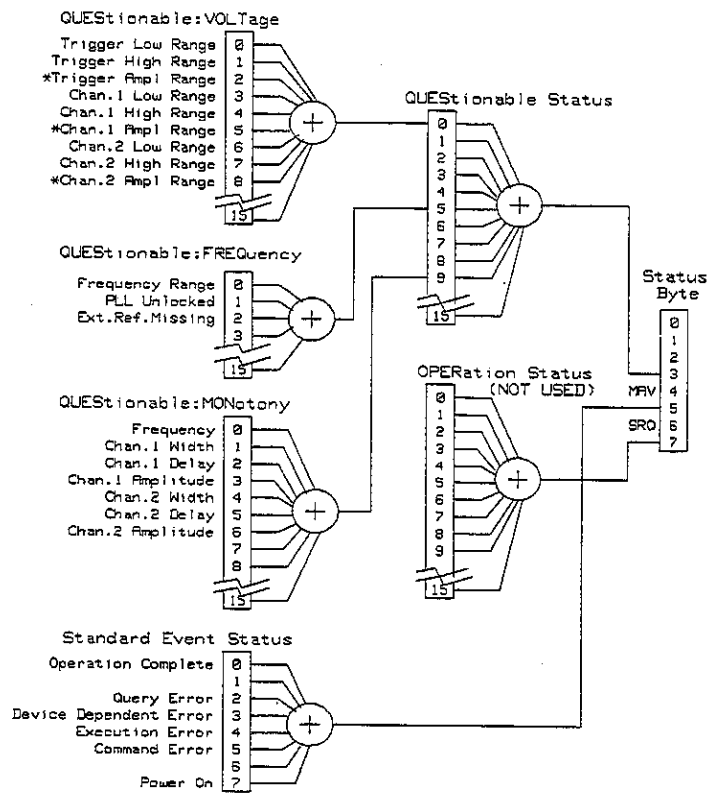 QUEStionable:VOLTage
Trigger Low Range 0
Trigger High Range 1
*Trigger Ampl Range 2
Chan.1 Low Range 3
Chan.1 High Range 4
*Chan.1 Ampl Range 5
Chan.2 Low Range 6
Chan.2 High Range 7
*Chan.2 Ampl Range 8
15
+
QUEStionable:FREQuency
Frequency Range 0
PLL Unlocked 1
Ext.Ref.Missing 2
3
15
+
QUEStionable:MONotony
Frequency 0
Chan.1 Width 1
Chan.1 Delay 2
Chan.1 Amplitude 3
Chan.2 Width 4
Chan.2 Delay 5
Chan.2 Amplitude 6
7
8
15
+
Standard Event Status
Operation Complete 0
1
Query Error 2
Device Dependent Error 3
Execution Error 4
Command Error 5
6
Power On 7
+
QUEStionable Status
0
1
2
3
4
5
6
7
8
9
15
+
OPERation Status
(NOT USED)
0
1
2
3
4
5
6
7
8
9
15
+
Status
Byte
0
1
2
3
MAV 4
5
SRQ 6
7